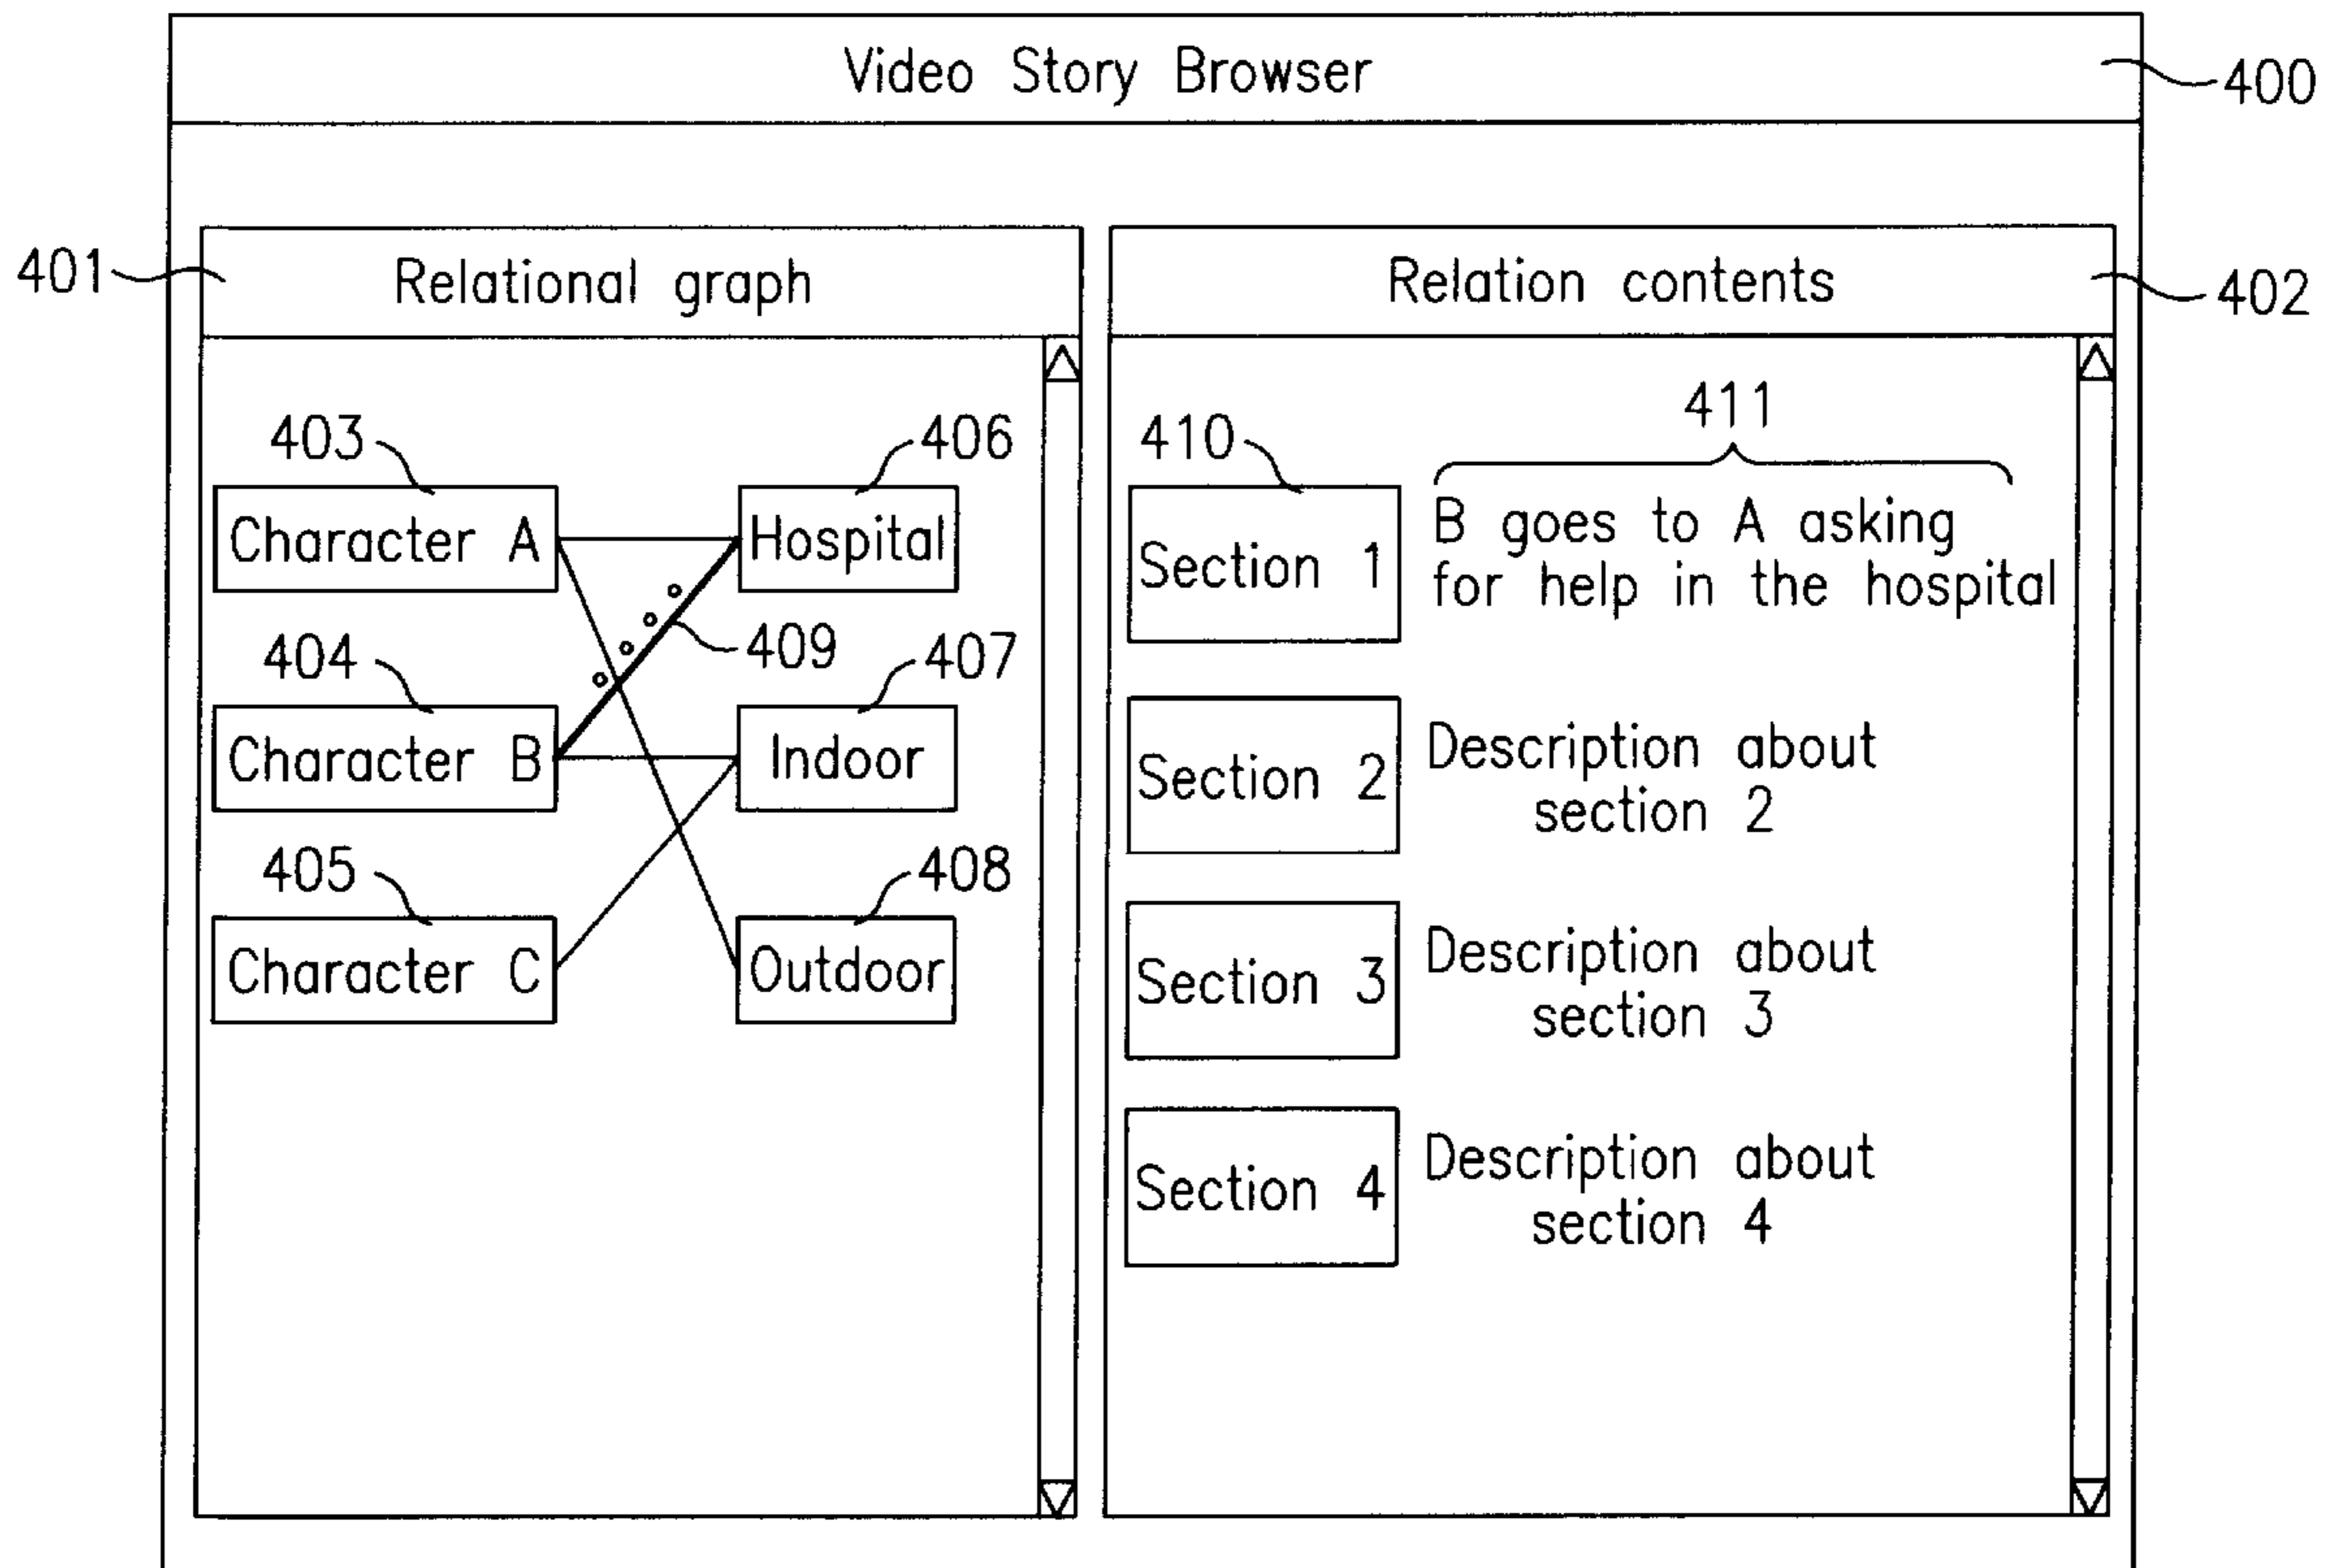 Video Story Browser
400
401
Relational graph
403
406
Character A
Hospital
409
404
407
Character B
Indoor
405
408
Character C
Outdoor
Relation contents
402
410
411
Section 1
B goes to A asking
for help in the hospital
Section 2
Description about
section 2
Section 3
Description about
section 3
Section 4
Description about
section 4